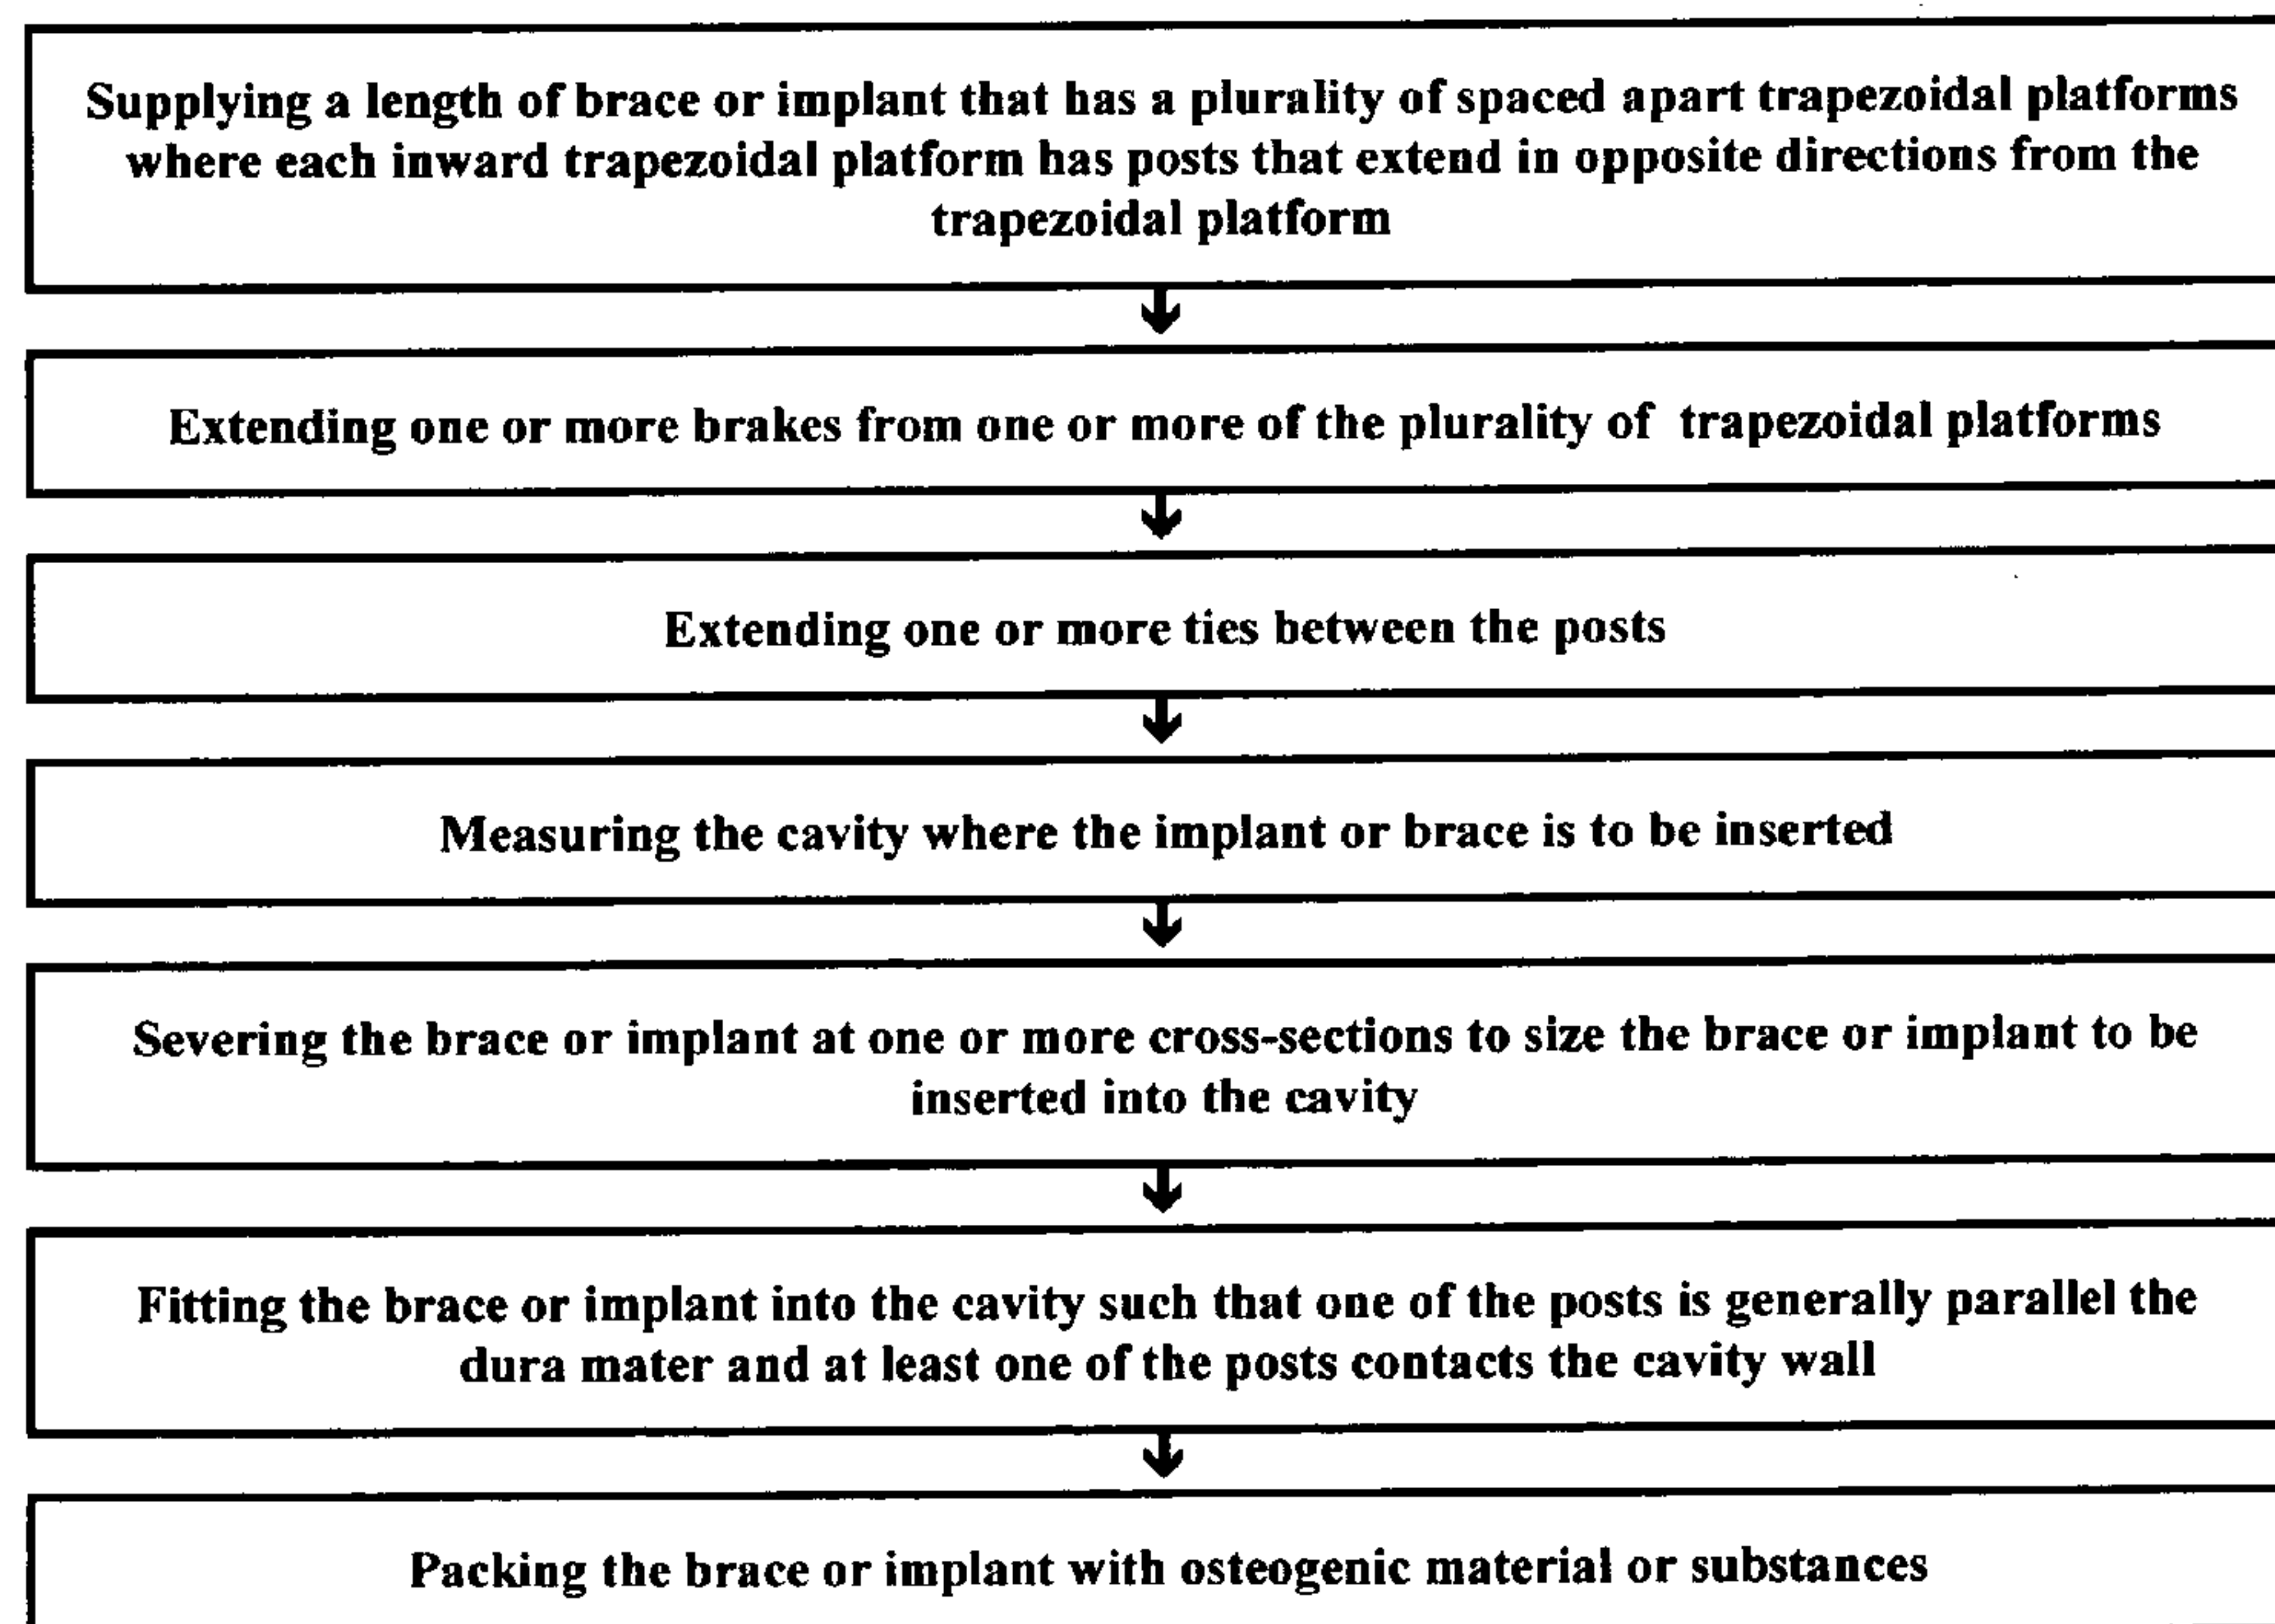 Supplying a length of brace or implant that has a plurality of spaced apart trapezoidal platforms
where each inward trapezoidal platform has posts that extend in opposite directions from the
trapezoidal platform
Extending one or more brakes from one or more of the plurality of trapezoidal platforms
Extending one or more ties between the posts
Measuring the cavity where the implant or brace is to be inserted
Severing the brace or implant at one or more cross-sections to size the brace or implant to be
inserted into the cavity
Fitting the brace or implant into the cavity such that one of the posts is generally parallel the
dura mater and at least one of the posts contacts the cavity wall
Packing the brace or implant with osteogenic material or substances